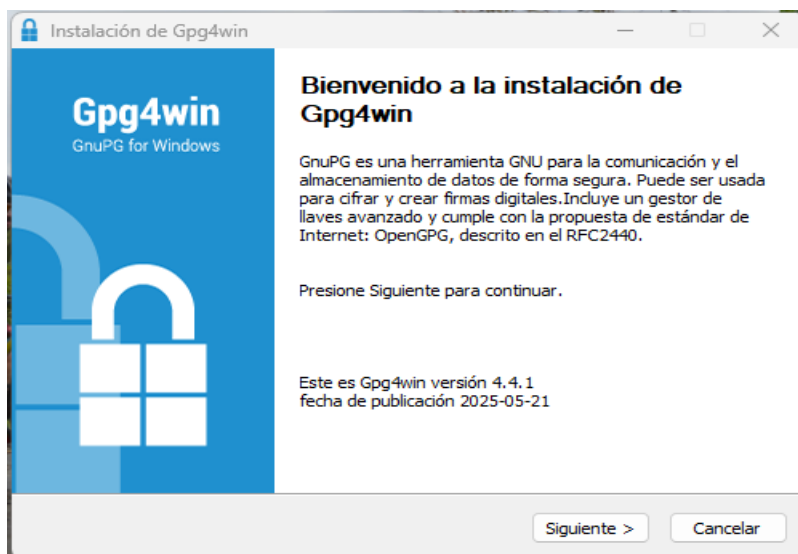 Instalación de Gpg4win
Gpg4win
GnuPG for Windows
Bienvenido a la instalación de
Gpg4win
GnuPG es una herramienta GNU para la comunicación y el
almacenamiento de datos de forma segura. Puede ser usada
para cifrar y crear firmas digitales.Incluye un gestor de
llaves avanzado y cumple con la propuesta de estándar de
Internet: OpenGPG, descrito en el RFC2440.
Presione Siguiente para continuar.
Este es Gpg4win versión 4.4.1
fecha de publicación 2025-05-21
Siguiente >
Cancelar